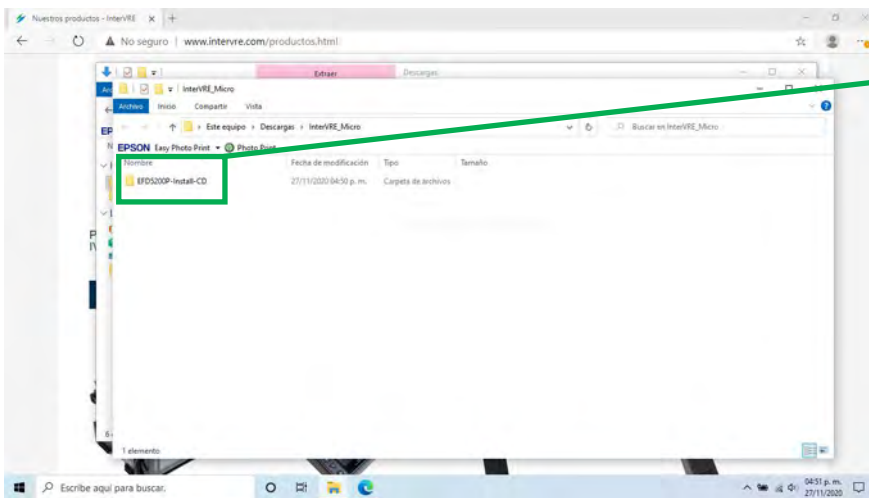 Nuestros productos - InterVRE
No seguro | www.intervre.com/productos.html
Extraer Descargas
InterVRE_Micro
Archivo Inicio Compartir Vista
Este equipo › Descargas › InterVRE_Micro
Buscar en InterVRE_Micro
EPSON Easy Photo Print Photo Print
Nombre Fecha de modificación Tipo Tamaño
EFD5200P-Install-CD 27/11/2020 04:50 p. m. Carpeta de archivos
1 elemento
Escribe aquí para buscar.
04:51 p. m.
27/11/2020